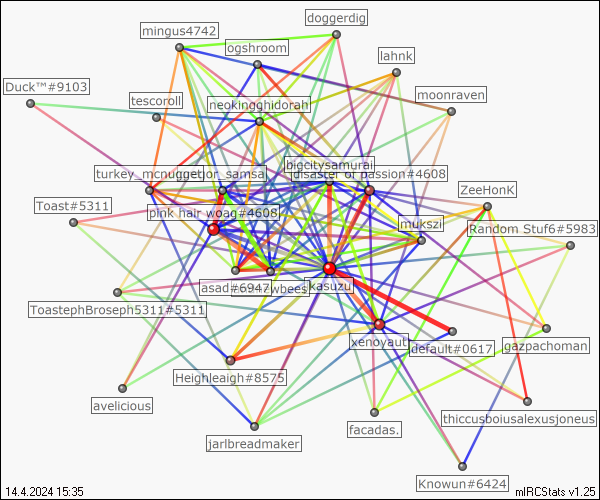 doggerdig
mingus4742
ogshroom
lahnk
Duck™#9103
tescoroll
moonraven
neokingghidorah
bigcitysamurai
turkey_mcnugget
gregor_samsa
disaster of passion#4608
ZeeHonK
Toast#5311
pink hair woag#4608
mukszi
Random Stuf6#5983
asad#6947
wbees
kasuzu
ToastephBroseph5311#5311
xenoyaut
default#0617
gazpachoman
Heighleaigh#8575
avelicious
thiccusboiusalexusjoneus
facadas.
jarlbreadmaker
Knowun#6424
14.4.2024 15:35
mIRCStats v1.25